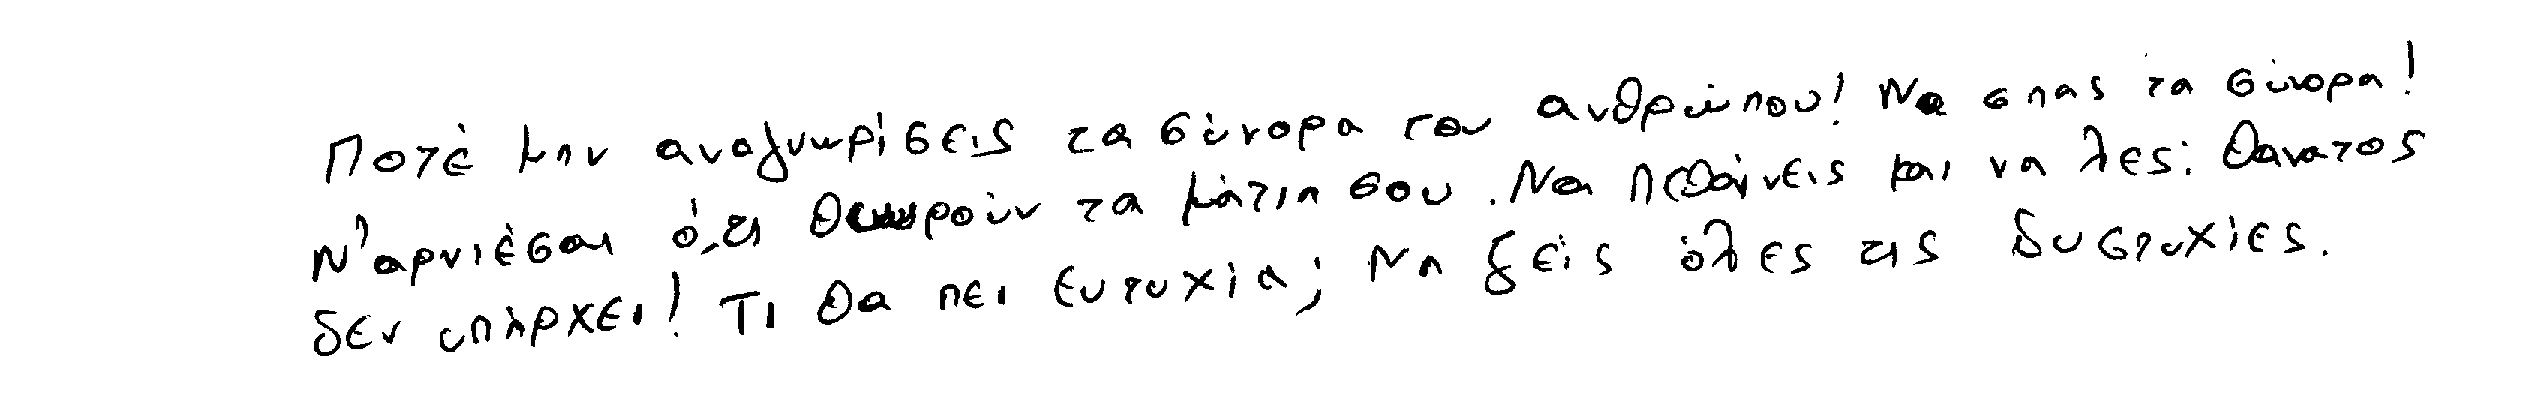 Ποτέ μην αναγνωρίσεις τα σύνορα του ανθρώπου! Να σπας τα σύνορα!
Ν' αρνιέσαι ό,τι θωρούν τα μάτια σου. Να πεθαίνεις και να λες: Θάνατος
δεν υπάρχει! Τι θα πει ευτυχία; Να ζεις όλες τις δυστυχίες.